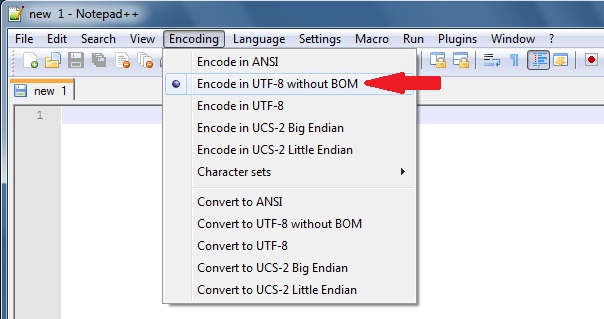 new  1 - Notepad++
File Edit Search View Encoding Language Settings Macro Run Plugins Window ?
new  1
1
Encode in ANSI
Encode in UTF-8 without BOM
Encode in UTF-8
Encode in UCS-2 Big Endian
Encode in UCS-2 Little Endian
Character sets
Convert to ANSI
Convert to UTF-8 without BOM
Convert to UTF-8
Convert to UCS-2 Big Endian
Convert to UCS-2 Little Endian